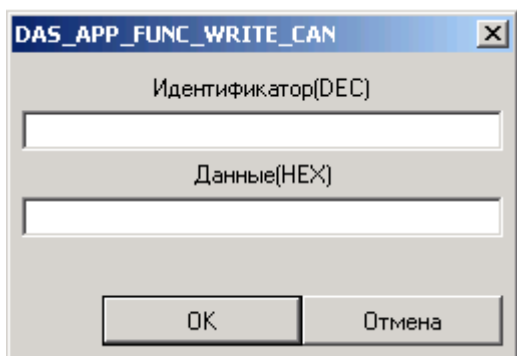 DAS_APP_FUNC_WRITE_CAN
Идентификатор(DEC)
Данные(HEX)
OK
Отмена